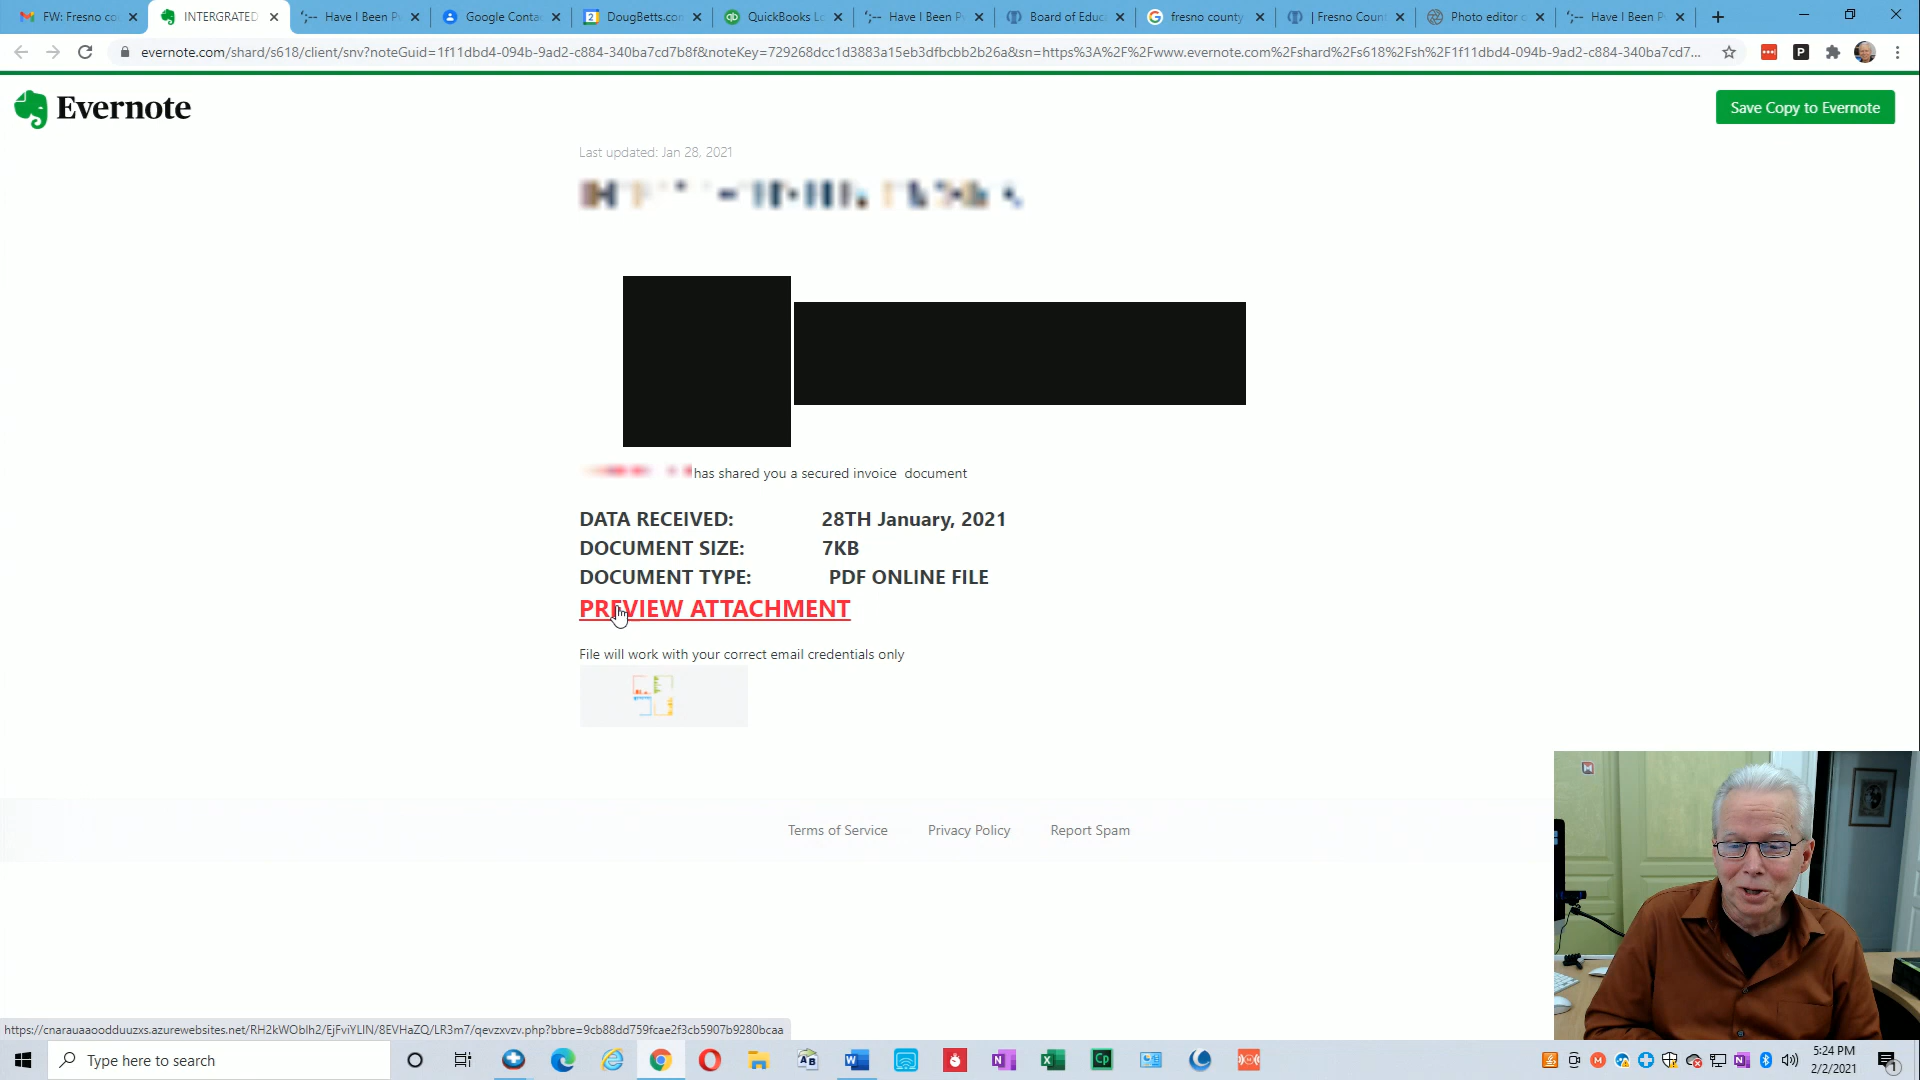 FW: Fresno co
INTERGRATED
Have I Been P
Google Conta
DougBetts.com
QuickBooks Lo
Have I Been P
Board of Educ
fresno county
| Fresno Coun
Photo editor
Have I Been P
evernote.com/shard/s618/client/snv?noteGuid=1f11dbd4-094b-9ad2-c884-340ba7cd7b8f&noteKey=729268dcc1d3883a15eb3dfbcbb2b26a&sn=https%3A%2F%2Fwww.evernote.com%2Fshard%2Fs618%2Fsh%2F1f11dbd4-094b-9ad2-c884-340ba7cd7...
Evernote
Save Copy to Evernote
Last updated: Jan 28, 2021
has shared you a secured invoice document
DATA RECEIVED: 28TH January, 2021
DOCUMENT SIZE: 7KB
DOCUMENT TYPE: PDF ONLINE FILE
PREVIEW ATTACHMENT
File will work with your correct email credentials only
Terms of Service Privacy Policy Report Spam
https://cnarauaaoodduuzxs.azurewebsites.net/RH2kWOblh2/EjFviYLIN/8EVHaZQ/LR3m7/qevzxvzv.php?bbre=9cb88dd759fcae2f3cb5907b9280bcaa
Type here to search
5:24 PM
2/2/2021